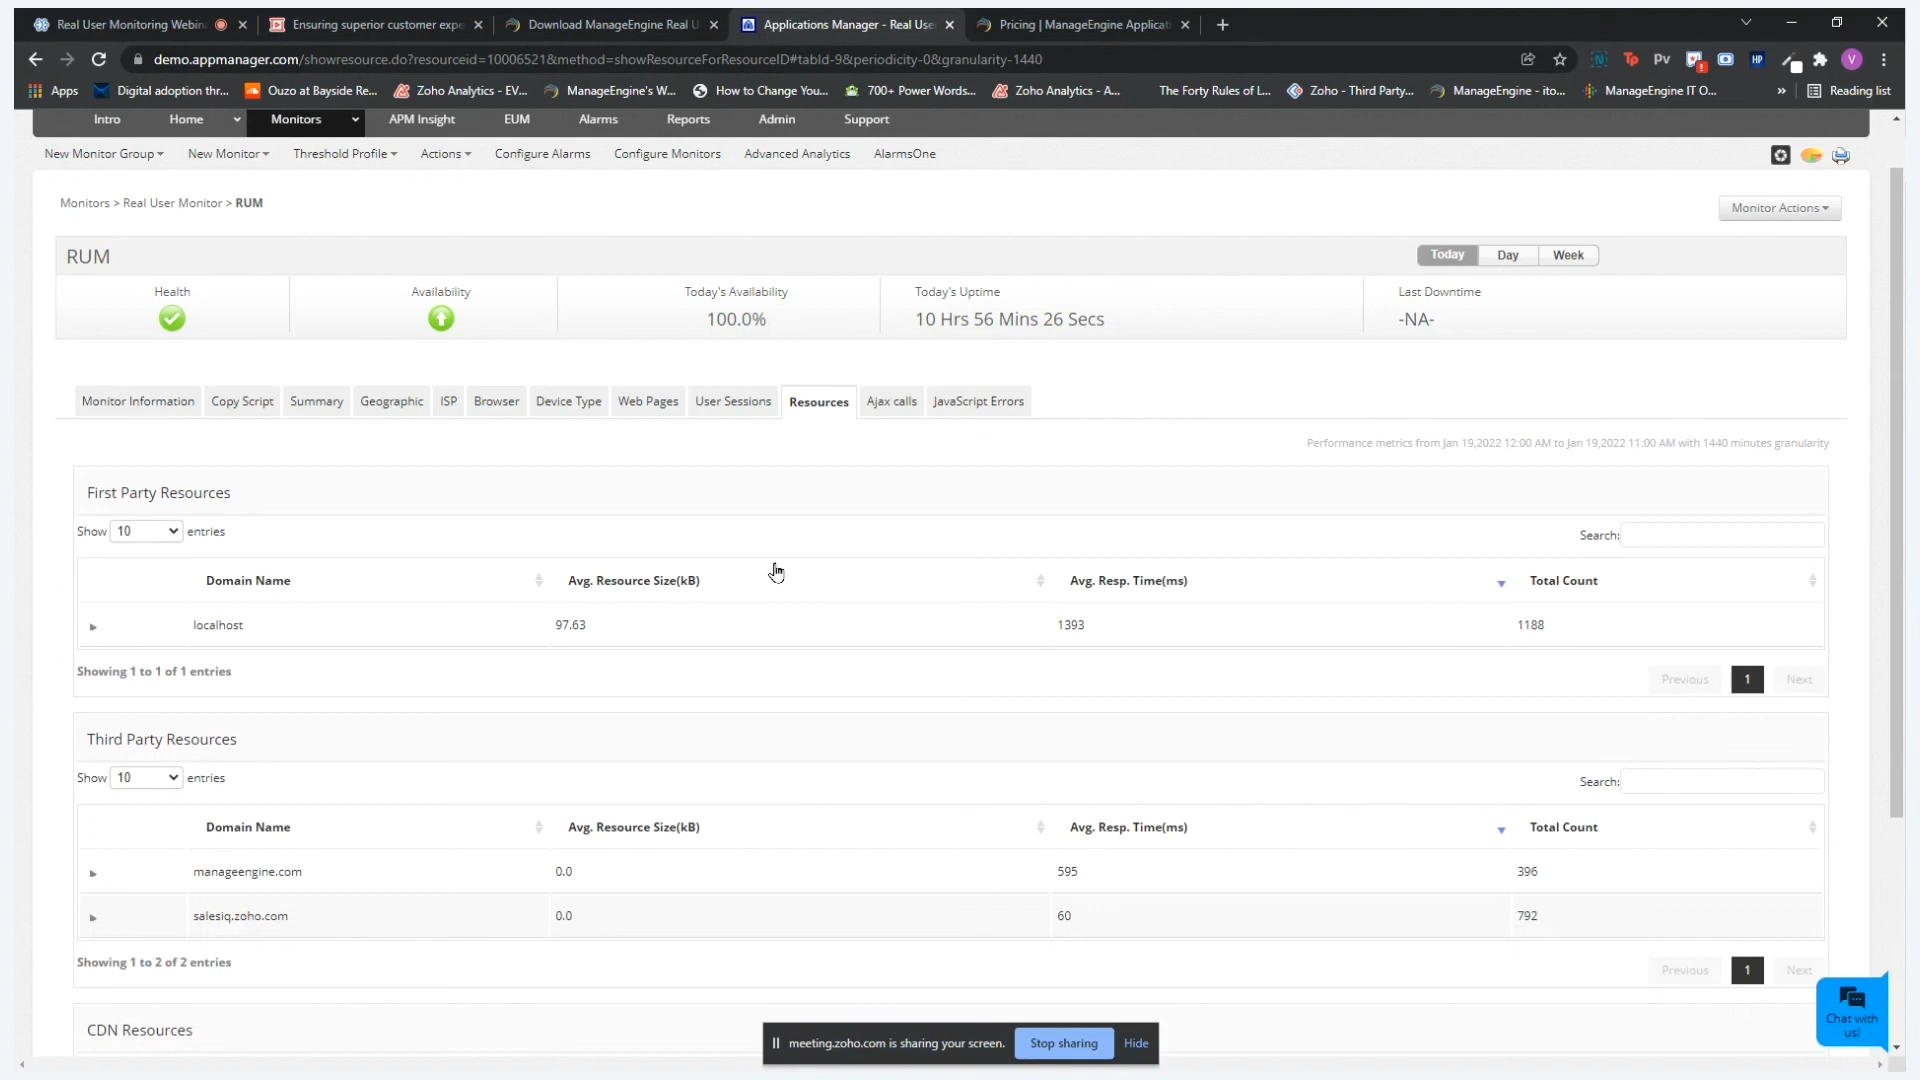 Real User Monitoring Webin
Ensuring superior customer expe
Download ManageEngine Real U
Applications Manager - Real Use
Pricing | ManageEngine Applicati
demo.appmanager.com/showresource.do?resourceid=10006521&method=showResourceForResourceID#tabId-9&periodicity-0&granularity-1440
Tp Pv HP V
Apps Digital adoption thr... Ouzo at Bayside Re... Zoho Analytics - EV... ManageEngine's W... How to Change You... 700+ Power Words... Zoho Analytics - A... The Forty Rules of L... Zoho - Third Party... ManageEngine - ito... ManageEngine IT O... » Reading list
Intro Home Monitors APM Insight EUM Alarms Reports Admin Support
New Monitor Group New Monitor Threshold Profile Actions Configure Alarms Configure Monitors Advanced Analytics AlarmsOne
Monitors > Real User Monitor > RUM
Monitor Actions
RUM
Today Day Week
Health Availability Today's Availability Today's Uptime Last Downtime
100.0% 10 Hrs 56 Mins 26 Secs -NA-
Monitor Information Copy Script Summary Geographic ISP Browser Device Type Web Pages User Sessions Resources Ajax calls JavaScript Errors
Performance metrics from Jan 19,2022 12:00 AM to Jan 19,2022 11:00 AM with 1440 minutes granularity
First Party Resources
Show 10 entries
Search:
Domain Name Avg. Resource Size(kB) Avg. Resp. Time(ms) Total Count
localhost 97.63 1393 1188
Showing 1 to 1 of 1 entries
Previous 1 Next
Third Party Resources
Show 10 entries
Search:
Domain Name Avg. Resource Size(kB) Avg. Resp. Time(ms) Total Count
manageengine.com 0.0 595 396
salesiq.zoho.com 0.0 60 792
Showing 1 to 2 of 2 entries
Previous 1 Next
CDN Resources
meeting.zoho.com is sharing your screen. Stop sharing Hide
Chat with
us!